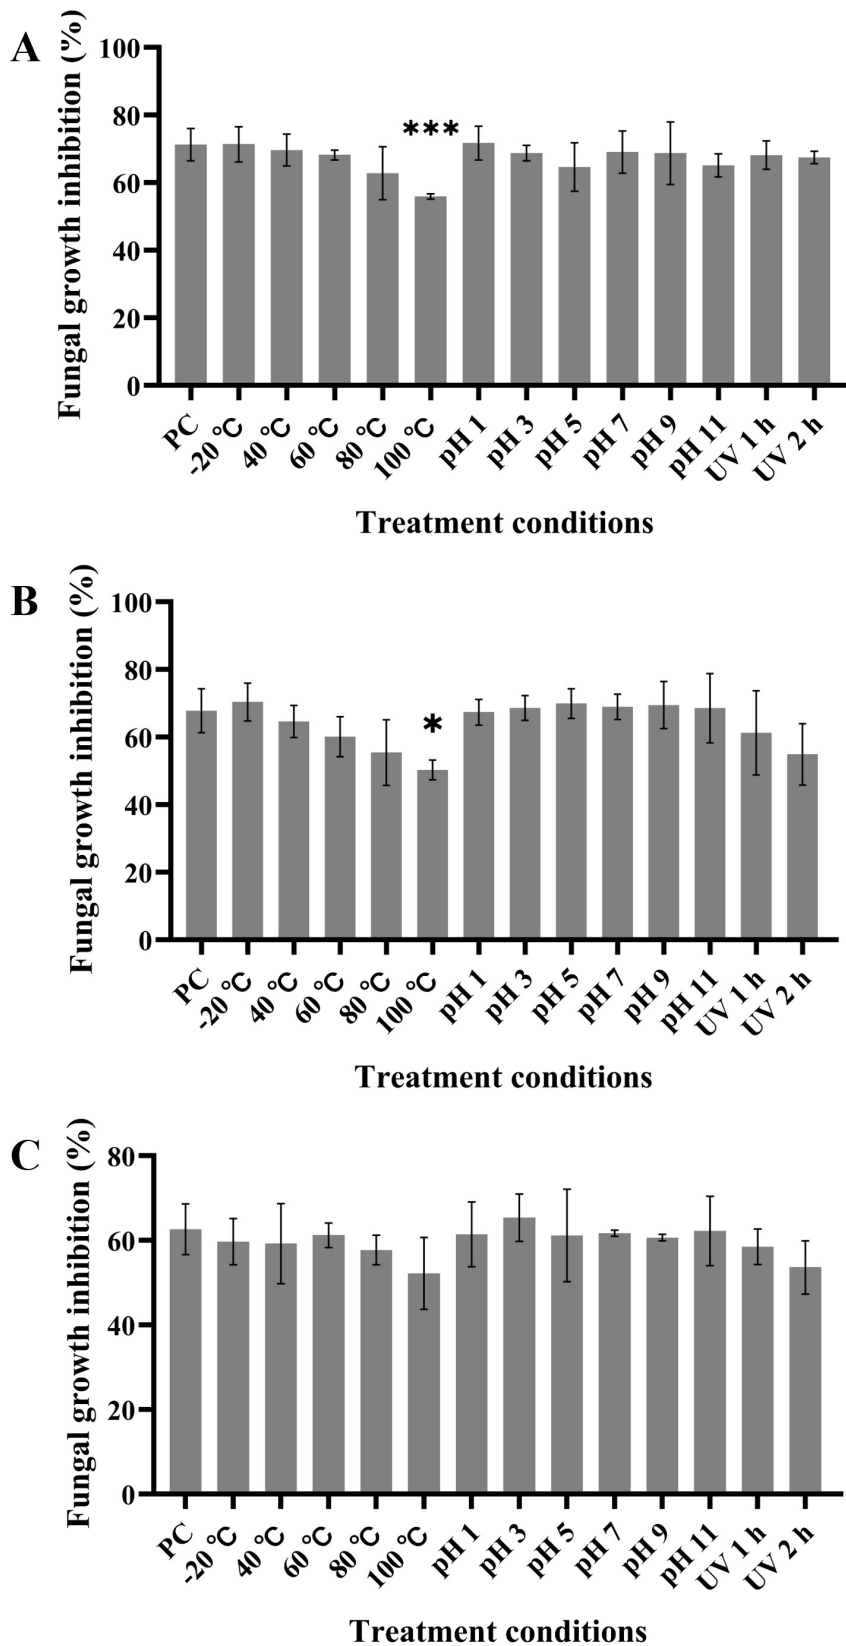 A
Fungal growth inhibition (%)
100
80
60
40
20
0
***
PC
-20 ℃
40 ℃
60 ℃
80 ℃
100 ℃
pH 1
pH 3
pH 5
pH 7
pH 9
pH 11
UV 1 h
UV 2 h
Treatment conditions
B
Fungal growth inhibition (%)
100
80
60
40
20
0
*
PC
-20 ℃
40 ℃
60 ℃
80 ℃
100 ℃
pH 1
pH 3
pH 5
pH 7
pH 9
pH 11
UV 1 h
UV 2 h
Treatment conditions
C
Fungal growth inhibition (%)
80
60
40
20
0
PC
-20 ℃
40 ℃
60 ℃
80 ℃
100 ℃
pH 1
pH 3
pH 5
pH 7
pH 9
pH 11
UV 1 h
UV 2 h
Treatment conditions